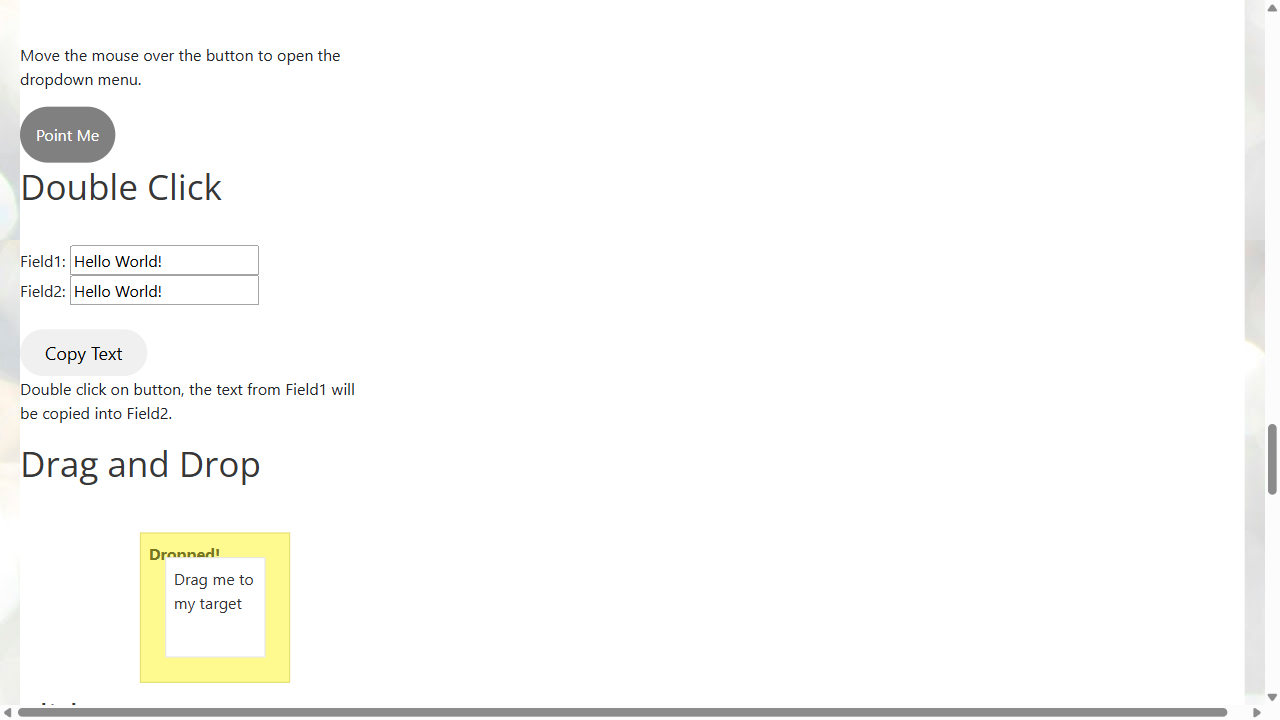 Move the mouse over the button to open the
dropdown menu.
Point Me
Double Click
Field1: Hello World!
Field2: Hello World!
Copy Text
Double click on button, the text from Field1 will
be copied into Field2.
Drag and Drop
Dropped!
Drag me to
my target